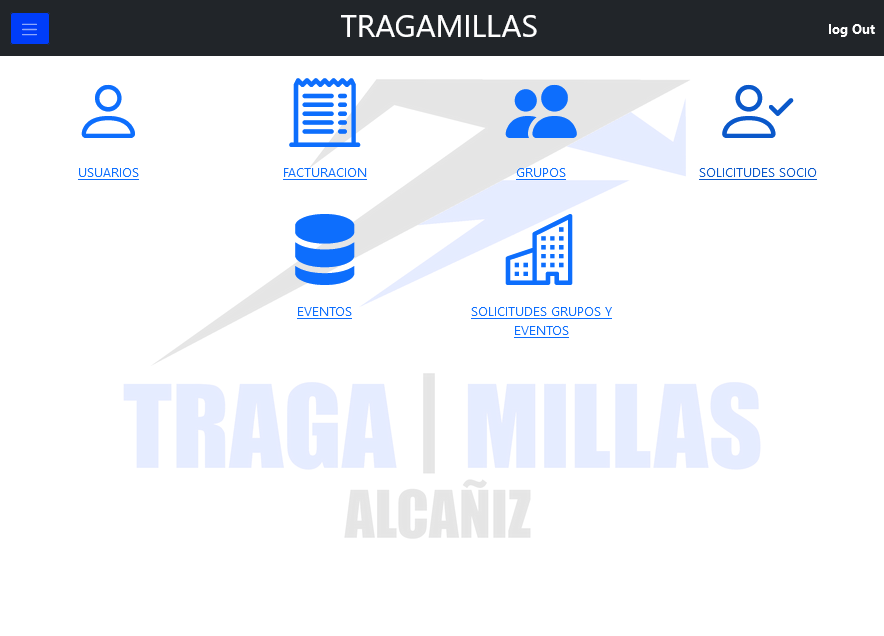 TRAGAMILLAS
log Out
USUARIOS
FACTURACION
GRUPOS
SOLICITUDES SOCIO
EVENTOS
SOLICITUDES GRUPOS Y
EVENTOS
TRAGA | MILLAS
ALCAÑIZ